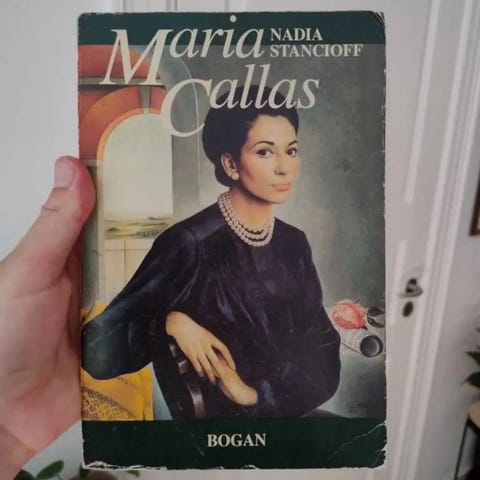 Maria
NADIA
STANCIOFF
Callas
BOGAN